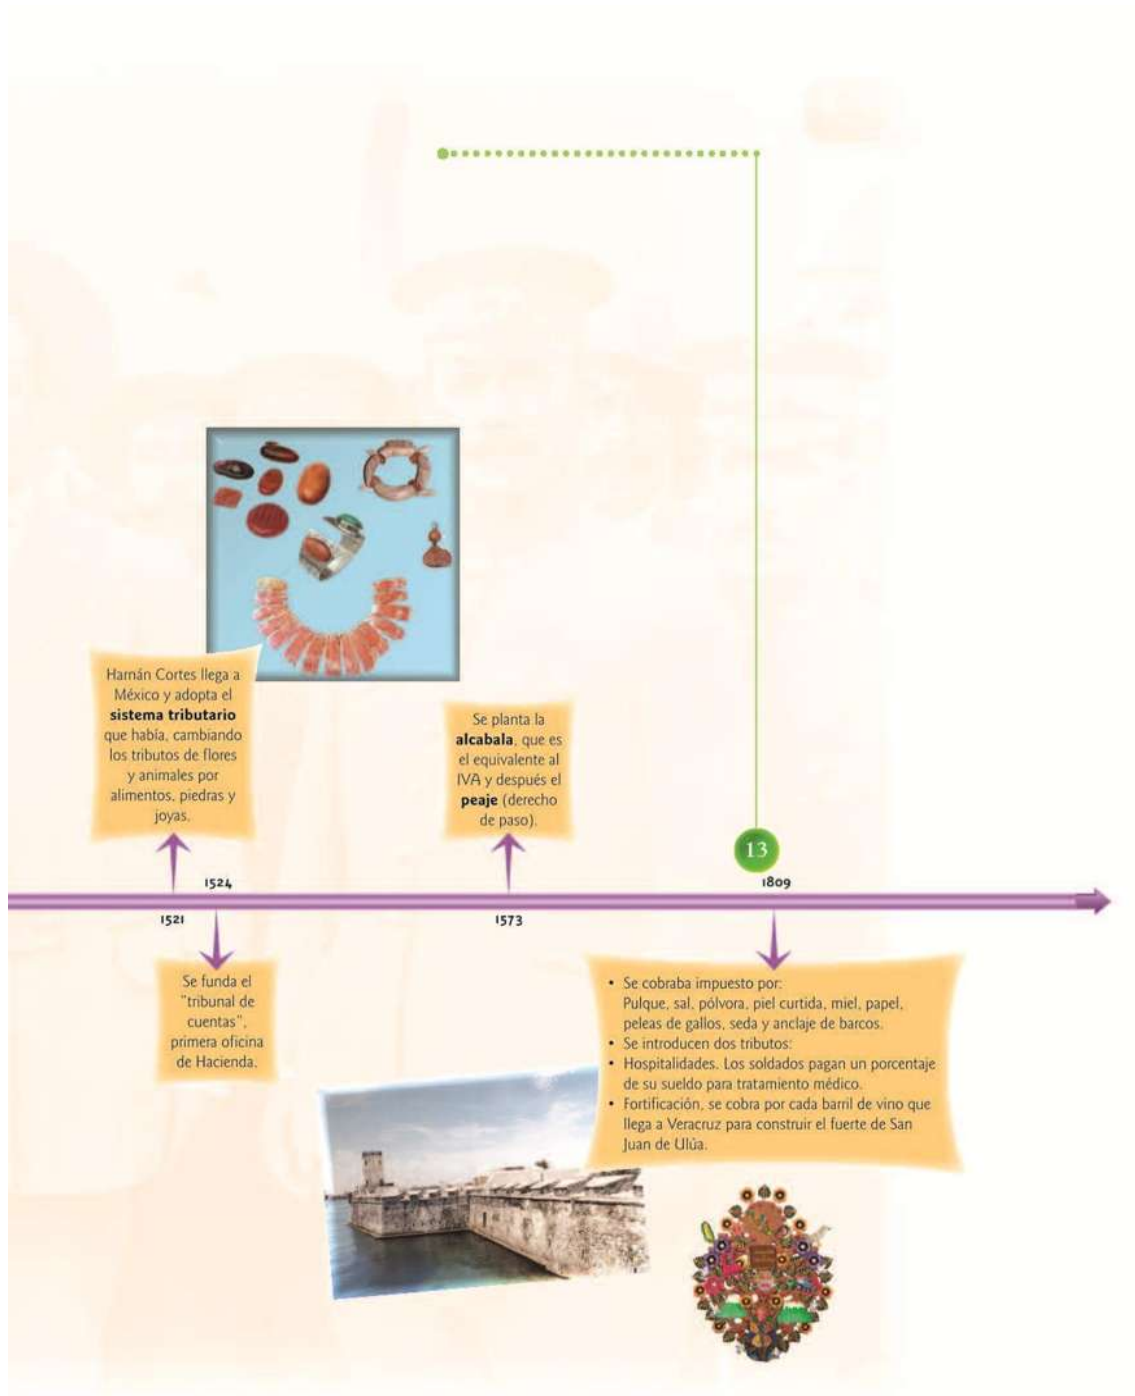 Harnán Cortes llega a
México y adopta el
sistema tributario
que había, cambiando
los tributos de flores
y animales por
alimentos, piedras y
joyas.
Se planta la
alcabala, que es
el equivalente al
IVA y después el
peaje (derecho
de paso).
13
1524
1809
1521
1573
Se funda el
"tribunal de
cuentas",
primera oficina
de Hacienda.
• Se cobraba impuesto por:
Pulque, sal, pólvora, piel curtida, miel, papel,
peleas de gallos, seda y anclaje de barcos.
• Se introducen dos tributos:
• Hospitalidades. Los soldados pagan un porcentaje
de su sueldo para tratamiento médico.
• Fortificación, se cobra por cada barril de vino que
llega a Veracruz para construir el fuerte de San
Juan de Ulúa.